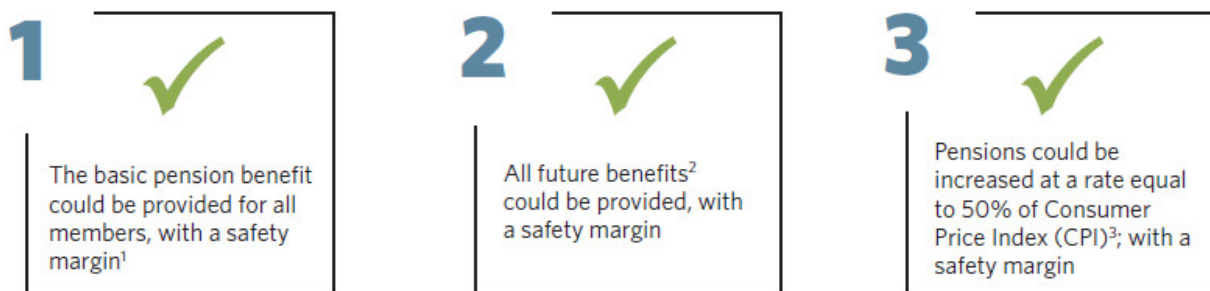 1
The basic pension benefit
could be provided for all
members, with a safety
margin¹
2
All future benefits²
could be provided, with
a safety margin
3
Pensions could be
increased at a rate equal
to 50% of Consumer
Price Index (CPI)³; with a
safety margin